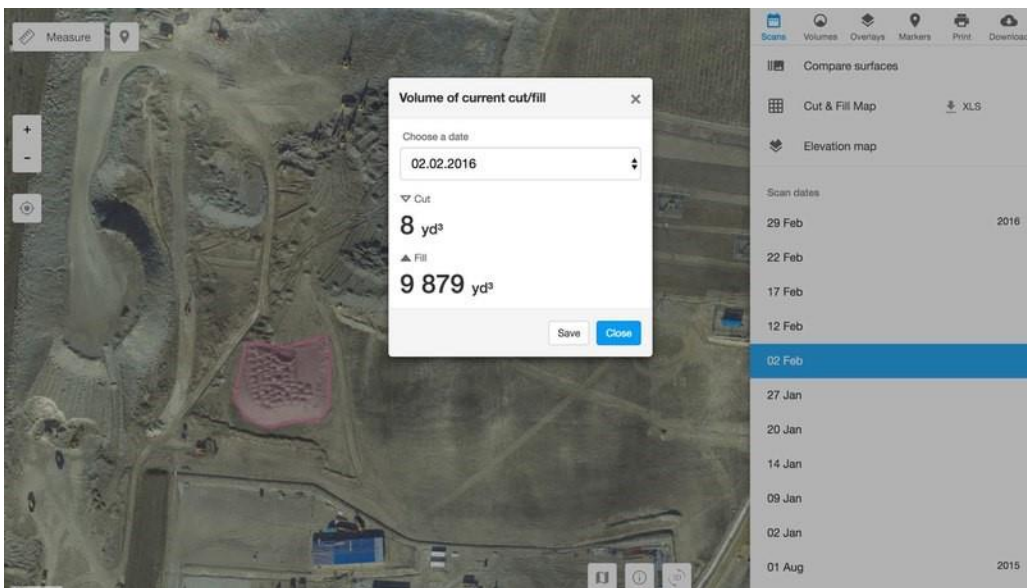 Measure
Scans Volumes Overlays Markers Print Download
Compare surfaces
Cut & Fill Map XLS
Elevation map
Scan dates
29 Feb 2016
22 Feb
17 Feb
12 Feb
02 Feb
27 Jan
20 Jan
14 Jan
09 Jan
02 Jan
01 Aug 2015
Volume of current cut/fill ×
Choose a date
02.02.2016
Cut
8 yd³
Fill
9 879 yd³
Save Close
+
-
3D